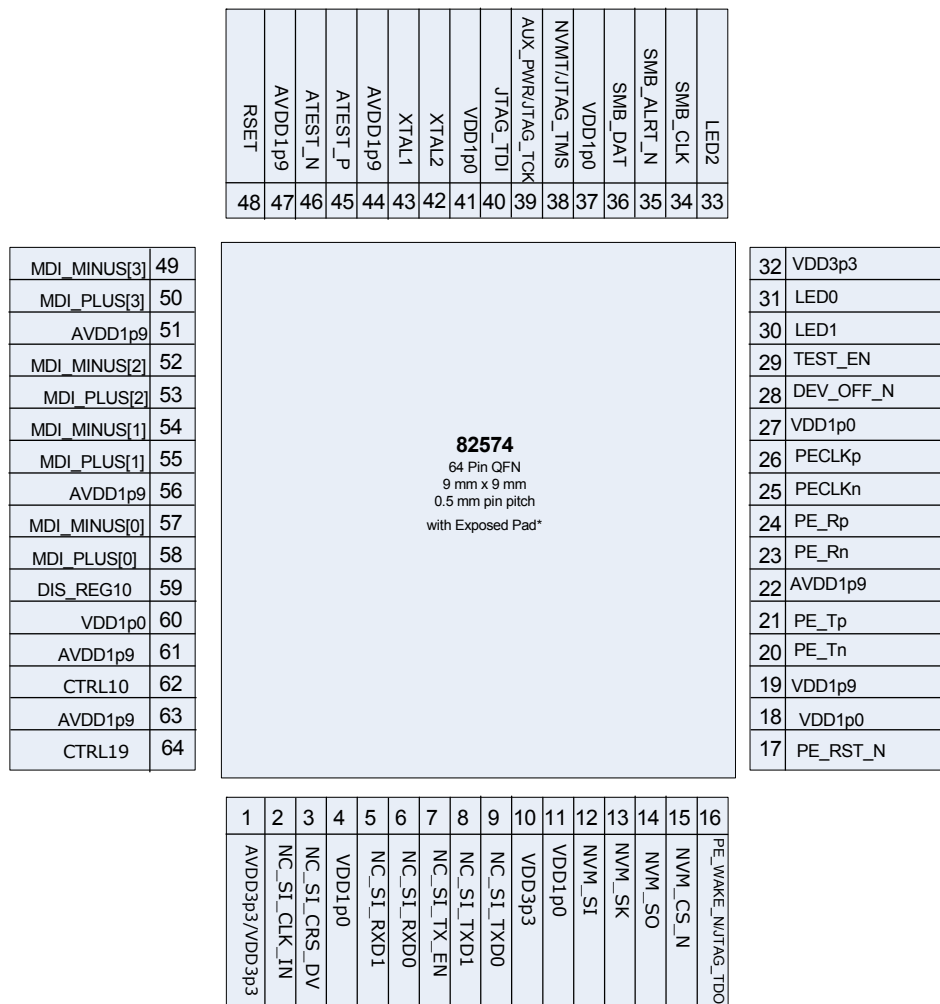 RSET
AVDD1p9
ATEST_N
ATEST_P
AVDD1p9
XTAL1
XTAL2
VDD1p0
JTAG_TDI
AUX_PWR/JTAG_TCK
NVMT/JTAG_TMS
VDD1p0
SMB_DAT
SMB_ALRT_N
SMB_CLK
LED2
48 47 46 45 44 43 42 41 40 39 38 37 36 35 34 33
MDI_MINUS[3] 49
MDI_PLUS[3] 50
AVDD1p9 51
MDI_MINUS[2] 52
MDI_PLUS[2] 53
MDI_MINUS[1] 54
MDI_PLUS[1] 55
AVDD1p9 56
MDI_MINUS[0] 57
MDI_PLUS[0] 58
DIS_REG10 59
VDD1p0 60
AVDD1p9 61
CTRL10 62
AVDD1p9 63
CTRL19 64
82574
64 Pin QFN
9 mm x 9 mm
0.5 mm pin pitch
with Exposed Pad*
32 VDD3p3
31 LED0
30 LED1
29 TEST_EN
28 DEV_OFF_N
27 VDD1p0
26 PECLKp
25 PECLKn
24 PE_Rp
23 PE_Rn
22 AVDD1p9
21 PE_Tp
20 PE_Tn
19 VDD1p9
18 VDD1p0
17 PE_RST_N
1 2 3 4 5 6 7 8 9 10 11 12 13 14 15 16
AVDD3p3/VDD3p3
NC_SI_CLK_IN
NC_SI_CRS_DV
VDD1p0
NC_SI_RXD1
NC_SI_RXD0
NC_SI_TX_EN
NC_SI_TXD1
NC_SI_TXD0
VDD3p3
VDD1p0
NVM_SI
NVM_SK
NVM_SO
NVM_CS_N
PE_WAKE_N/JTAG_TDO